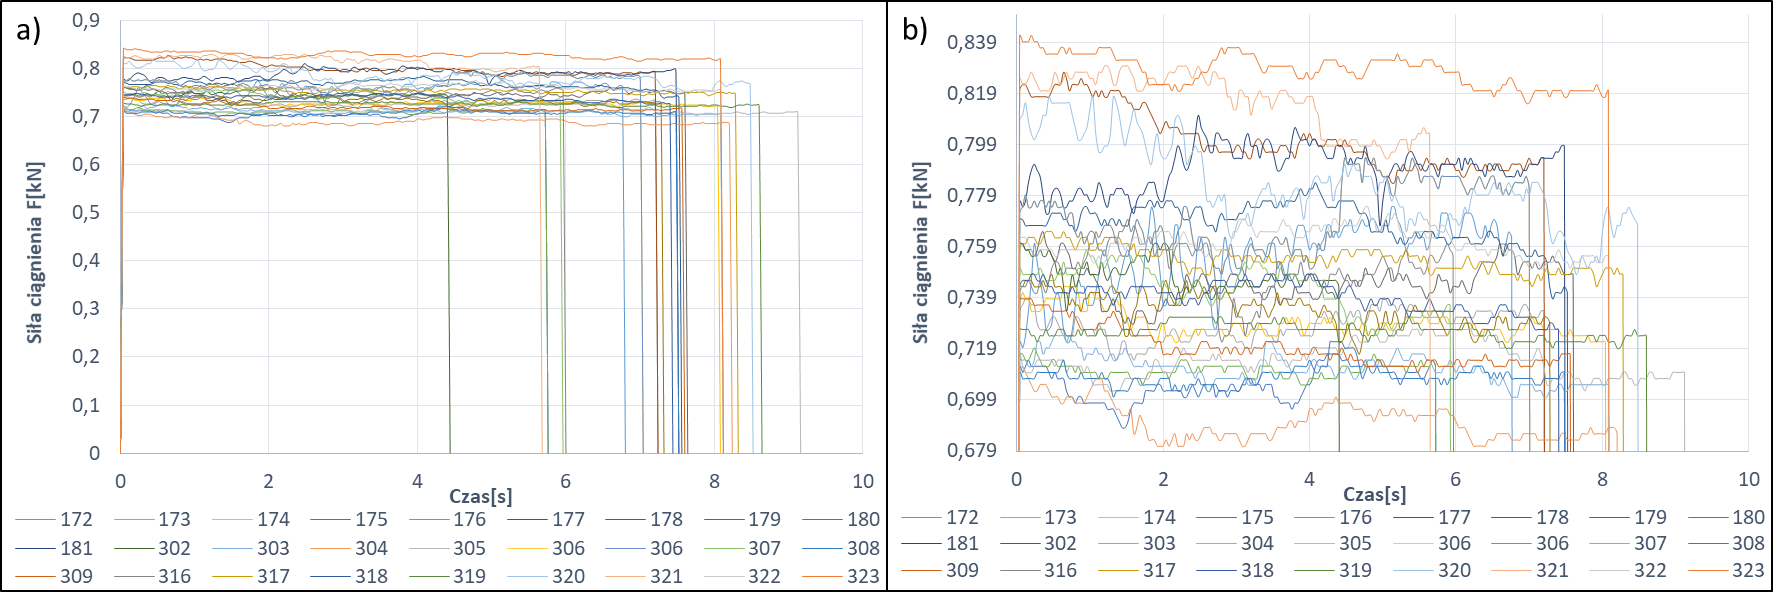 a)
Siła ciągnienia F[kN]
0,9
0,8
0,7
0,6
0,5
0,4
0,3
0,2
0,1
0
0 2 4 6 8 10
Czas[s]
172 173 174 175 176 177 178 179 180
181 302 303 304 305 306 306 307 308
309 316 317 318 319 320 321 322 323
b)
Siła ciągnienia F[kN]
0,839
0,819
0,799
0,779
0,759
0,739
0,719
0,699
0,679
0 2 4 6 8 10
Czas[s]
172 173 174 175 176 177 178 179 180
181 302 303 304 305 306 306 307 308
309 316 317 318 319 320 321 322 323